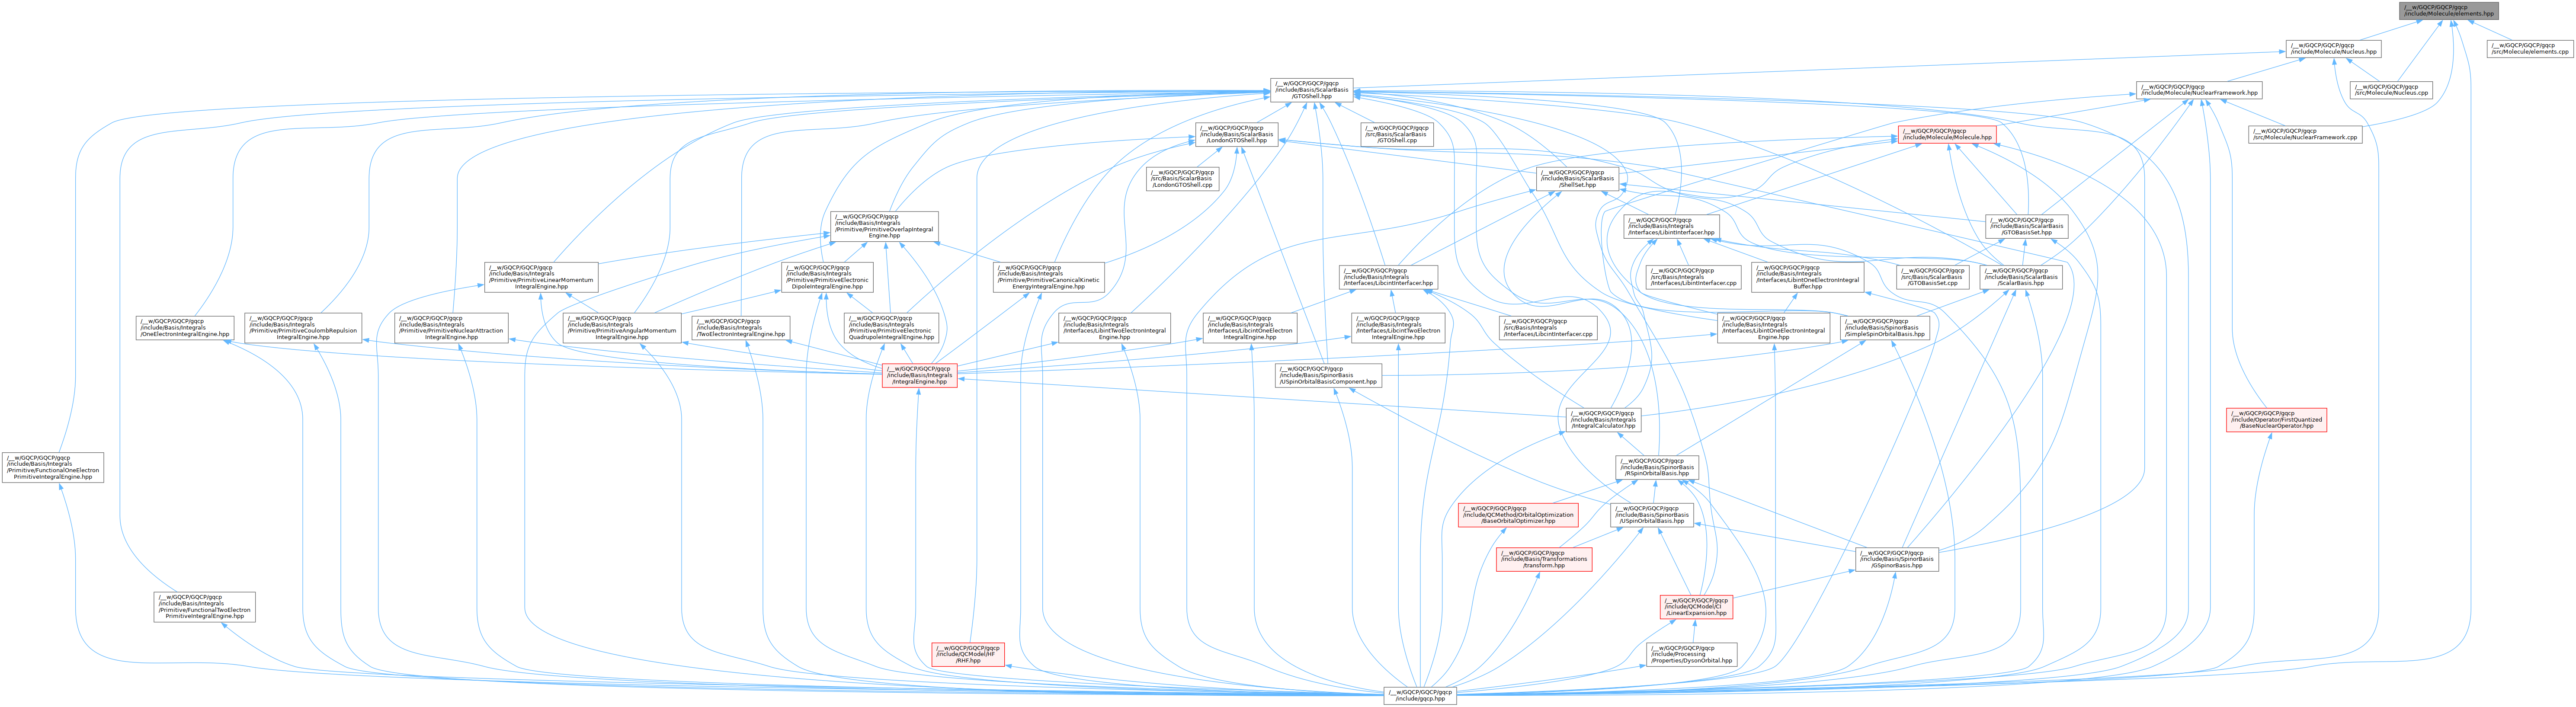 /__w/GQCP/GQCP/gqcp
/include/Molecule/elements.hpp
/__w/GQCP/GQCP/gqcp
/include/Molecule/Nucleus.hpp
/__w/GQCP/GQCP/gqcp
/src/Molecule/elements.cpp
/__w/GQCP/GQCP/gqcp
/include/Basis/ScalarBasis
/GTOShell.hpp
/__w/GQCP/GQCP/gqcp
/include/Molecule/NuclearFramework.hpp
/__w/GQCP/GQCP/gqcp
/src/Molecule/Nucleus.cpp
/__w/GQCP/GQCP/gqcp
/include/Basis/ScalarBasis
/LondonGTOShell.hpp
/__w/GQCP/GQCP/gqcp
/src/Basis/ScalarBasis
/GTOShell.cpp
/__w/GQCP/GQCP/gqcp
/include/Molecule/Molecule.hpp
/__w/GQCP/GQCP/gqcp
/src/Molecule/NuclearFramework.cpp
/__w/GQCP/GQCP/gqcp
/src/Basis/ScalarBasis
/LondonGTOShell.cpp
/__w/GQCP/GQCP/gqcp
/include/Basis/ScalarBasis
/ShellSet.hpp
/__w/GQCP/GQCP/gqcp
/include/Basis/Integrals
/Primitive/PrimitiveOverlapIntegral
Engine.hpp
/__w/GQCP/GQCP/gqcp
/include/Basis/Integrals
/Interfaces/LibintInterfacer.hpp
/__w/GQCP/GQCP/gqcp
/include/Basis/ScalarBasis
/GTOBasisSet.hpp
/__w/GQCP/GQCP/gqcp
/include/Basis/Integrals
/Primitive/PrimitiveLinearMomentum
IntegralEngine.hpp
/__w/GQCP/GQCP/gqcp
/include/Basis/Integrals
/Primitive/PrimitiveElectronic
DipoleIntegralEngine.hpp
/__w/GQCP/GQCP/gqcp
/include/Basis/Integrals
/Primitive/PrimitiveCanonicalKinetic
EnergyIntegralEngine.hpp
/__w/GQCP/GQCP/gqcp
/include/Basis/Integrals
/Interfaces/LibcintInterfacer.hpp
/__w/GQCP/GQCP/gqcp
/src/Basis/Integrals
/Interfaces/LibintInterfacer.cpp
/__w/GQCP/GQCP/gqcp
/include/Basis/Integrals
/Interfaces/LibintOneElectronIntegral
Buffer.hpp
/__w/GQCP/GQCP/gqcp
/src/Basis/ScalarBasis
/GTOBasisSet.cpp
/__w/GQCP/GQCP/gqcp
/include/Basis/ScalarBasis
/ScalarBasis.hpp
/__w/GQCP/GQCP/gqcp
/include/Basis/Integrals
/OneElectronIntegralEngine.hpp
/__w/GQCP/GQCP/gqcp
/include/Basis/Integrals
/Primitive/PrimitiveCoulombRepulsion
IntegralEngine.hpp
/__w/GQCP/GQCP/gqcp
/include/Basis/Integrals
/Primitive/PrimitiveNuclearAttraction
IntegralEngine.hpp
/__w/GQCP/GQCP/gqcp
/include/Basis/Integrals
/Primitive/PrimitiveAngularMomentum
IntegralEngine.hpp
/__w/GQCP/GQCP/gqcp
/include/Basis/Integrals
/TwoElectronIntegralEngine.hpp
/__w/GQCP/GQCP/gqcp
/include/Basis/Integrals
/Primitive/PrimitiveElectronic
QuadrupoleIntegralEngine.hpp
/__w/GQCP/GQCP/gqcp
/include/Basis/Integrals
/Interfaces/LibintTwoElectronIntegral
Engine.hpp
/__w/GQCP/GQCP/gqcp
/include/Basis/Integrals
/Interfaces/LibcintOneElectron
IntegralEngine.hpp
/__w/GQCP/GQCP/gqcp
/include/Basis/Integrals
/Interfaces/LibcintTwoElectron
IntegralEngine.hpp
/__w/GQCP/GQCP/gqcp
/src/Basis/Integrals
/Interfaces/LibcintInterfacer.cpp
/__w/GQCP/GQCP/gqcp
/include/Basis/Integrals
/Interfaces/LibintOneElectronIntegral
Engine.hpp
/__w/GQCP/GQCP/gqcp
/include/Basis/SpinorBasis
/SimpleSpinOrbitalBasis.hpp
/__w/GQCP/GQCP/gqcp
/include/Basis/Integrals
/IntegralEngine.hpp
/__w/GQCP/GQCP/gqcp
/include/Basis/SpinorBasis
/USpinOrbitalBasisComponent.hpp
/__w/GQCP/GQCP/gqcp
/include/Basis/Integrals
/IntegralCalculator.hpp
/__w/GQCP/GQCP/gqcp
/include/Operator/FirstQuantized
/BaseNuclearOperator.hpp
/__w/GQCP/GQCP/gqcp
/include/Basis/Integrals
/Primitive/FunctionalOneElectron
PrimitiveIntegralEngine.hpp
/__w/GQCP/GQCP/gqcp
/include/Basis/SpinorBasis
/RSpinOrbitalBasis.hpp
/__w/GQCP/GQCP/gqcp
/include/QCMethod/OrbitalOptimization
/BaseOrbitalOptimizer.hpp
/__w/GQCP/GQCP/gqcp
/include/Basis/SpinorBasis
/USpinOrbitalBasis.hpp
/__w/GQCP/GQCP/gqcp
/include/Basis/Transformations
/transform.hpp
/__w/GQCP/GQCP/gqcp
/include/Basis/SpinorBasis
/GSpinorBasis.hpp
/__w/GQCP/GQCP/gqcp
/include/Basis/Integrals
/Primitive/FunctionalTwoElectron
PrimitiveIntegralEngine.hpp
/__w/GQCP/GQCP/gqcp
/include/QCModel/CI
/LinearExpansion.hpp
/__w/GQCP/GQCP/gqcp
/include/QCModel/HF
/RHF.hpp
/__w/GQCP/GQCP/gqcp
/include/Processing
/Properties/DysonOrbital.hpp
/__w/GQCP/GQCP/gqcp
/include/gqcp.hpp